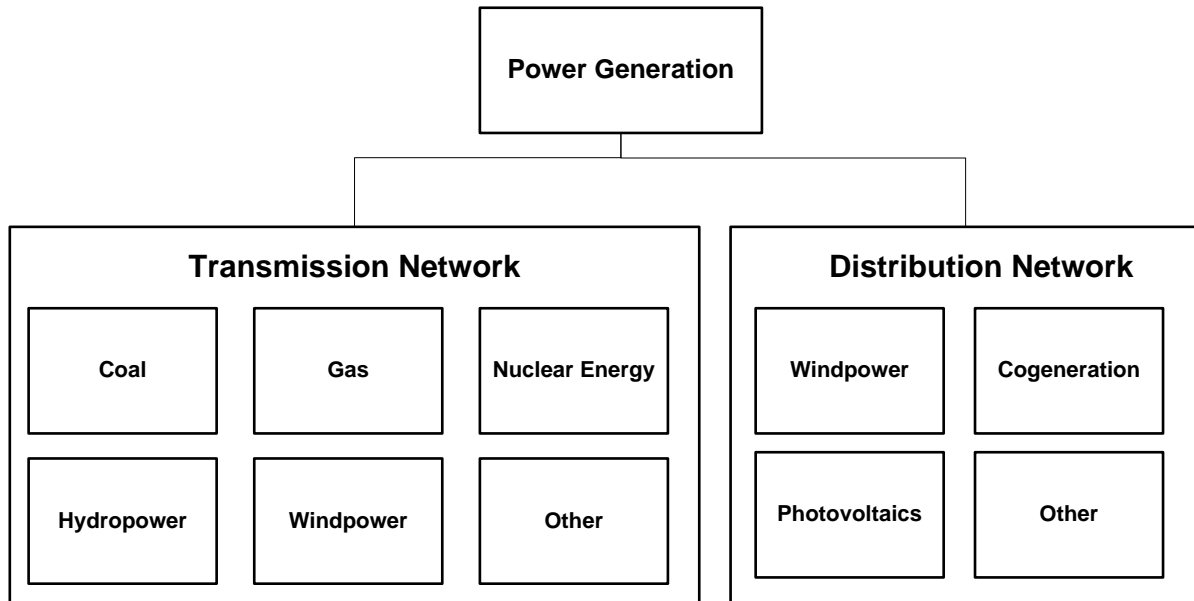 Power Generation
Transmission Network
Coal
Gas
Nuclear Energy
Hydropower
Windpower
Other
Distribution Network
Windpower
Cogeneration
Photovoltaics
Other